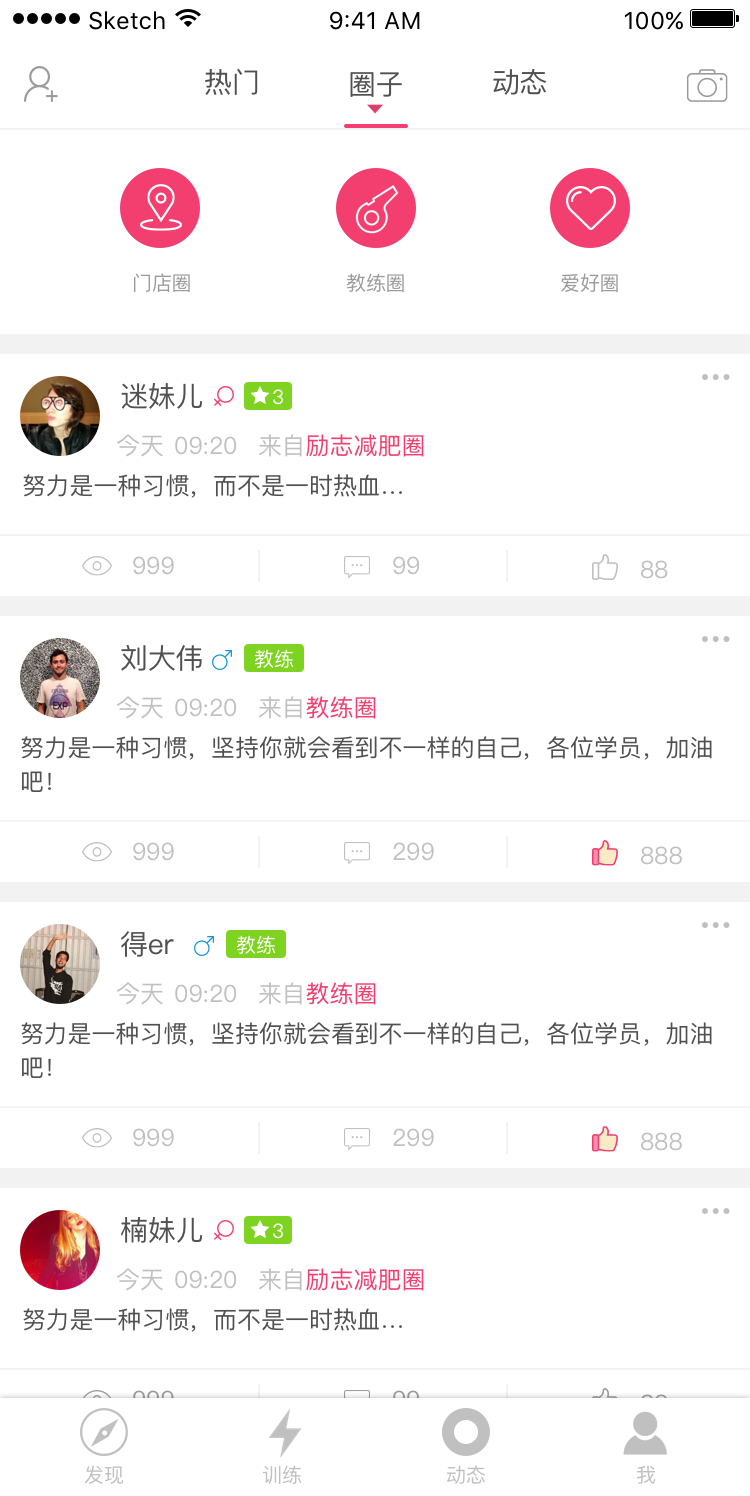 Sketch 9:41 AM 100%
热门 圈子 动态
门店圈 教练圈 爱好圈
迷妹儿 3
今天 09:20 来自励志减肥圈
努力是一种习惯，而不是一时热血...
999 99 88
刘大伟 教练
今天 09:20 来自教练圈
努力是一种习惯，坚持你就会看到不一样的自己，各位学员，加油
吧！
999 299 888
得er 教练
今天 09:20 来自教练圈
努力是一种习惯，坚持你就会看到不一样的自己，各位学员，加油
吧！
999 299 888
楠妹儿 3
今天 09:20 来自励志减肥圈
努力是一种习惯，而不是一时热血...
发现 训练 动态 我